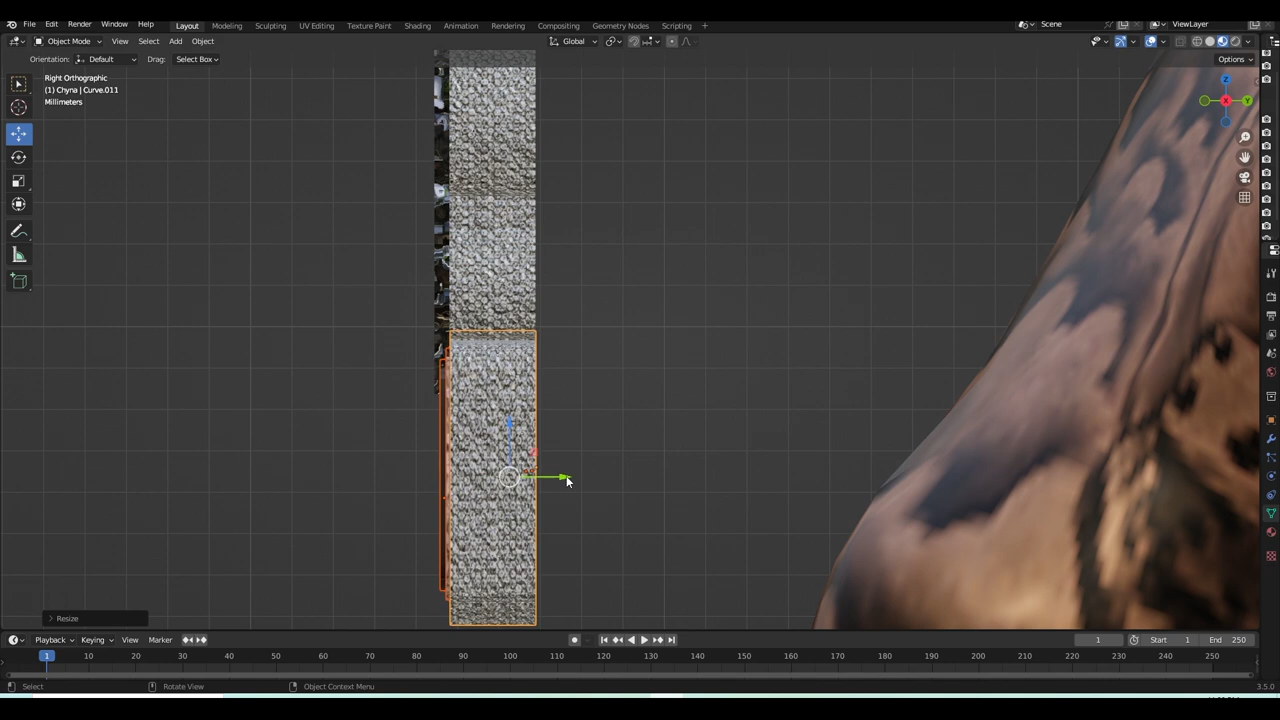 File Edit Render Window Help Layout Modeling Sculpting UV Editing Texture Paint Shading Animation Rendering Compositing Geometry Nodes Scripting + Scene ViewLayer
Object Mode View Select Add Object Global
Orientation: Default Drag: Select Box Options
Right Orthographic
(1) Chyna | Curve.011
Millimeters
Z
X Y
> Resize
Playback Keying View Marker 1 Start 1 End 250
1 10 20 30 40 50 60 70 80 90 100 110 120 130 140 150 160 170 180 190 200 210 220 230 240 250
Select Rotate View Object Context Menu 3.5.0